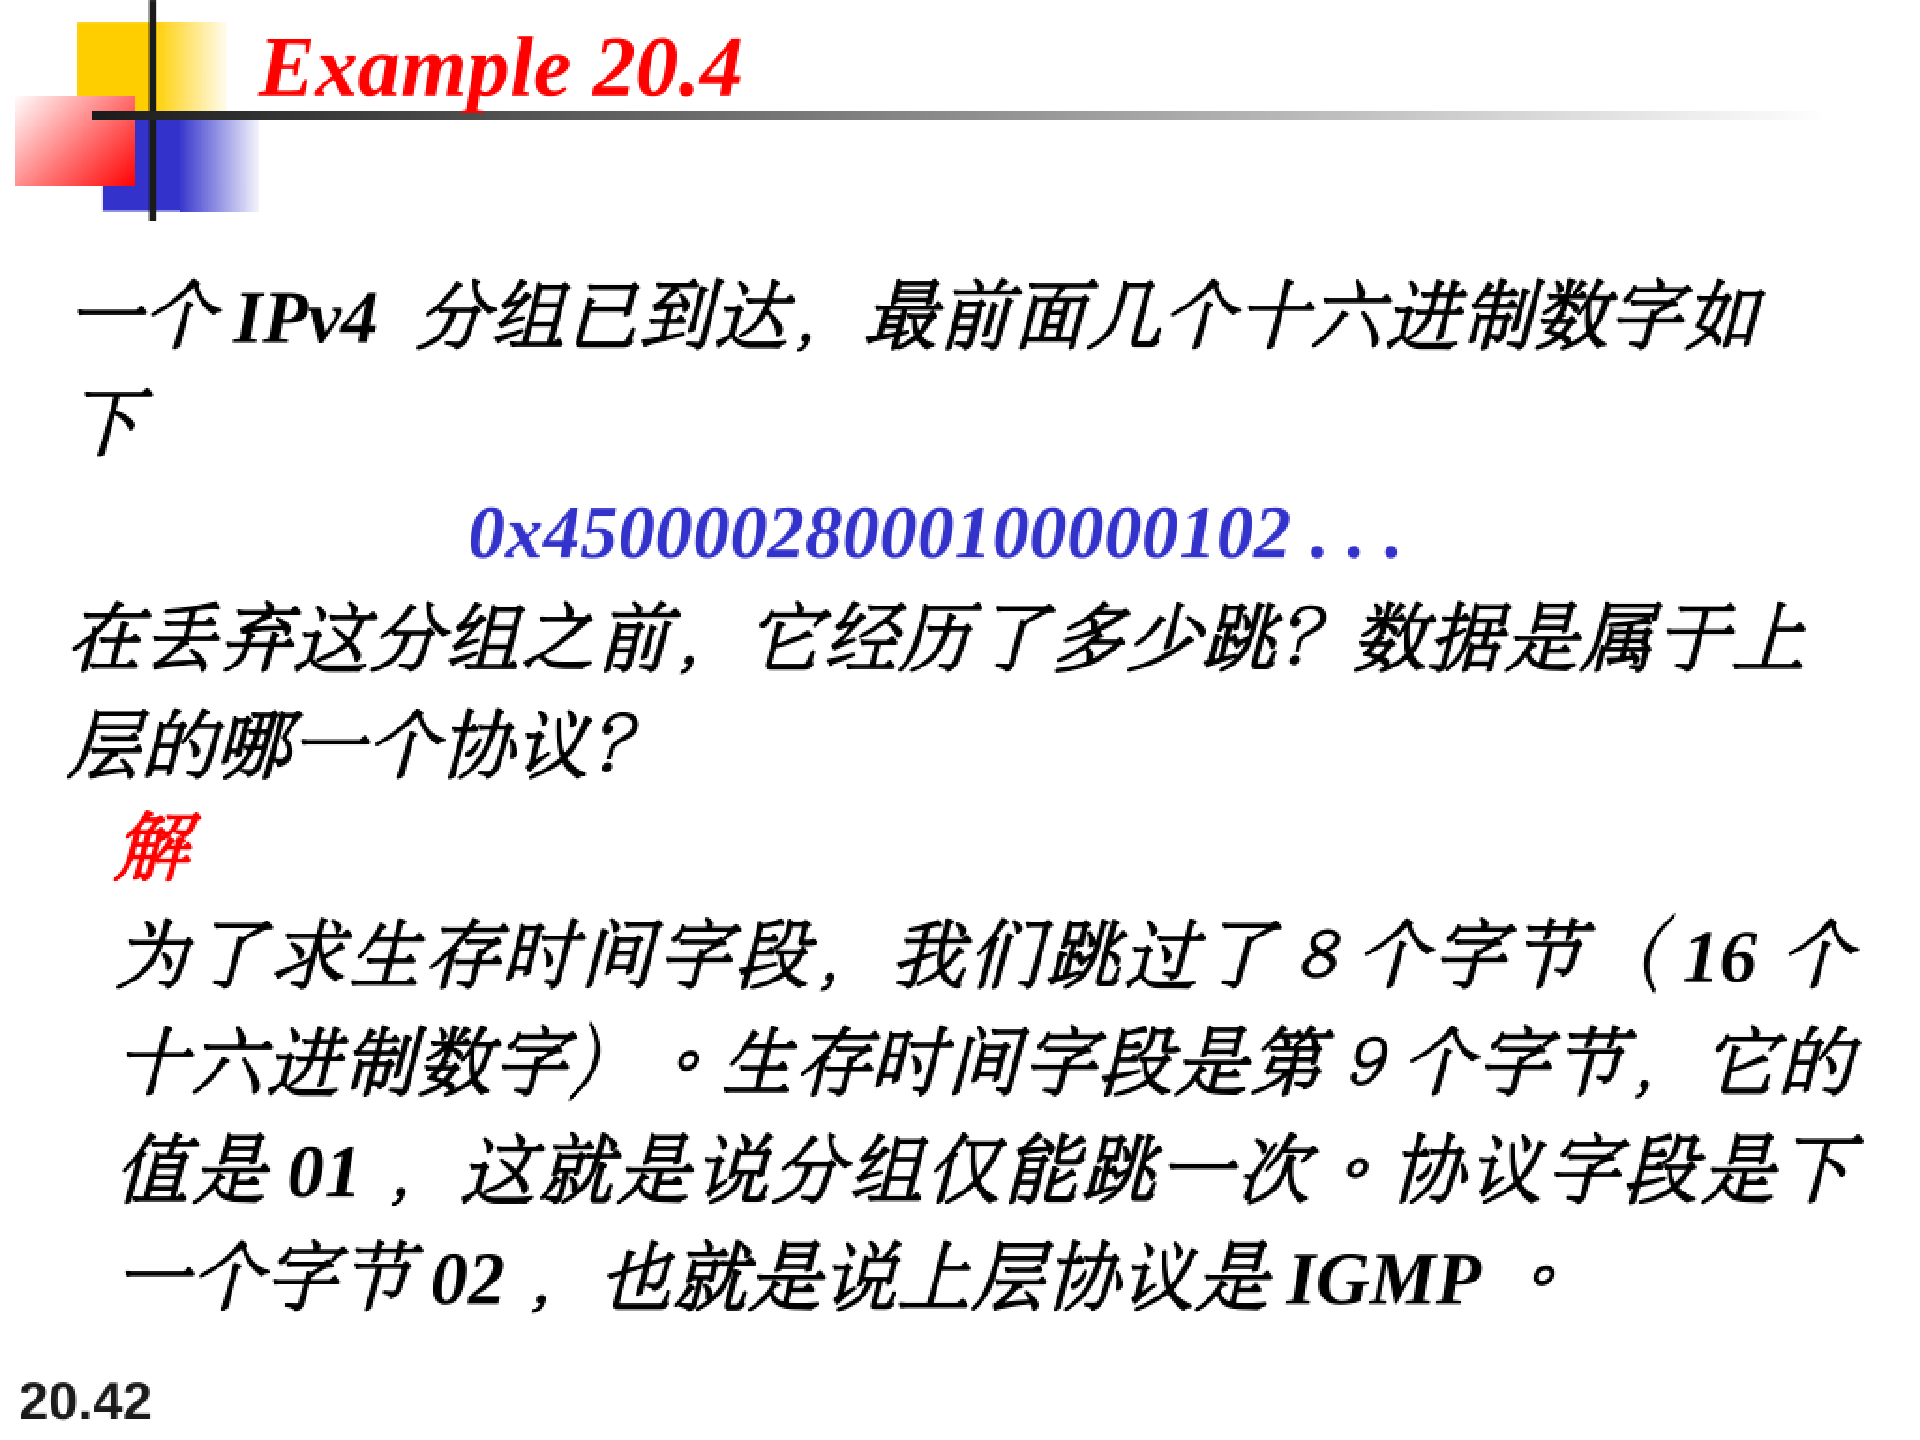 Example 20.4
一个 IPv4 分组已到达，最前面几个十六进制数字如
下
0x45000028000100000102 . . .
在丢弃这分组之前，它经历了多少跳？数据是属于上
层的哪一个协议？
解
为了求生存时间字段，我们跳过了 8 个字节（ 16 个
十六进制数字）。生存时间字段是第 9 个字节，它的
值是 01 ，这就是说分组仅能跳一次。协议字段是下
一个字节 02 ，也就是说上层协议是 IGMP 。
20.42